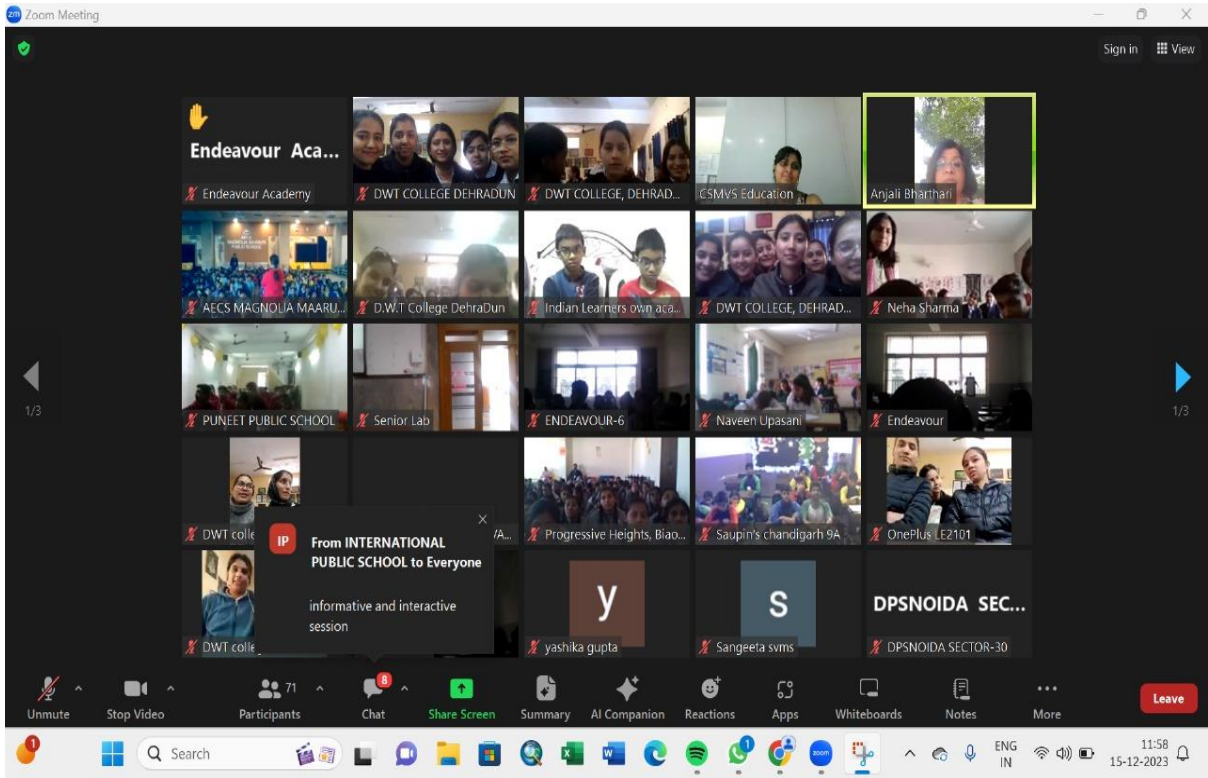 zm Zoom Meeting
Sign in View
Endeavour Aca...
Endeavour Academy
DWT COLLEGE DEHRADUN
DWT COLLEGE, DEHRAD...
CSMVS Education
Anjali Bharthari
AECS MAGNOLIA MAARU...
D.W.T College DehraDun
Indian Learners own aca...
DWT COLLEGE, DEHRAD...
Neha Sharma
PUNEET PUBLIC SCHOOL
Senior Lab
ENDEAVOUR-6
Naveen Upasani
Endeavour
1/3
1/3
DWT colle
VA...
Progressive Heights, Biao...
Saupin's chandigarh 9A
OnePlus LE2101
IP
From INTERNATIONAL
PUBLIC SCHOOL to Everyone
informative and interactive
session
DWT colle
y
yashika gupta
S
Sangeeta svms
DPSNOIDA SEC...
DPSNOIDA SECTOR-30
Unmute
Stop Video
71
Participants
8
Chat
Share Screen
Summary
AI Companion
Reactions
Apps
Whiteboards
Notes
More
Leave
1
Search
zoom
ENG
IN
11:58
15-12-2023